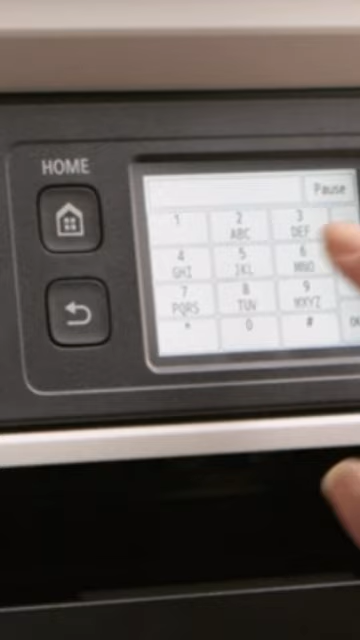 HOME
Pause
1 2 3
ABC DEF
4 5 6
GHI JKL MNO
7 8 9
PQRS TUV WXYZ
* 0 #